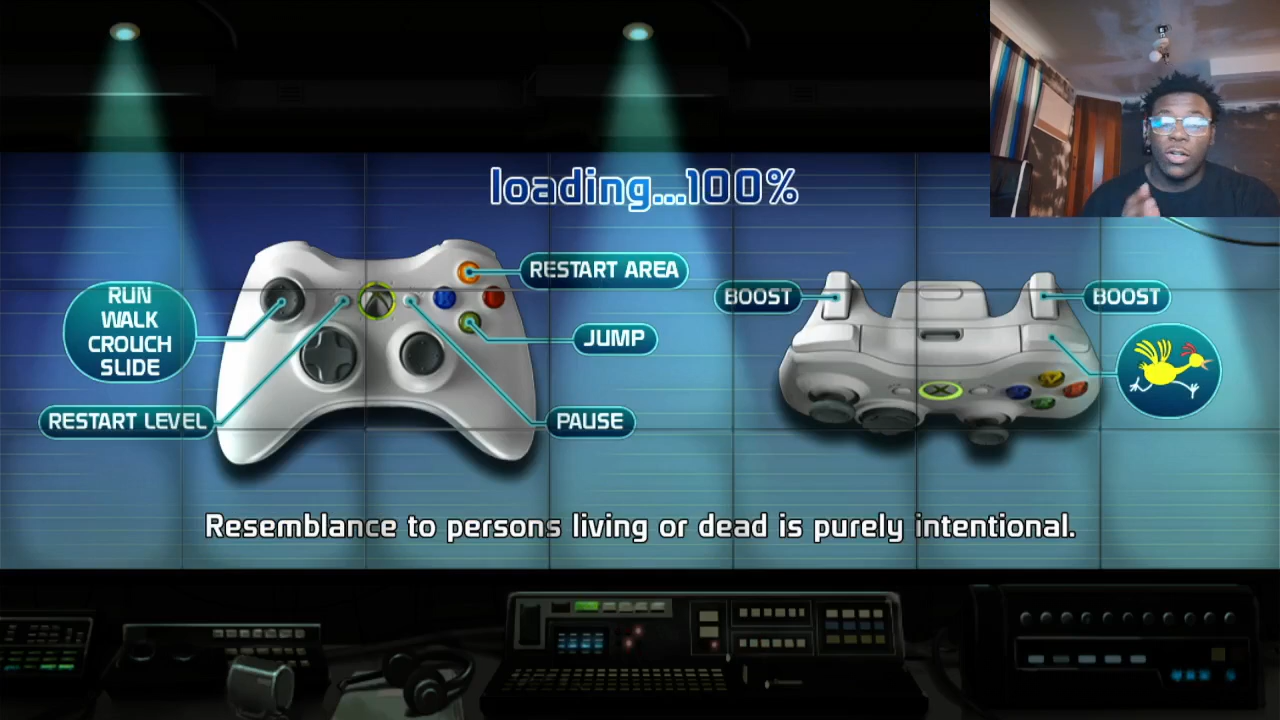 loading...100%
RESTART AREA
RUN
WALK
CROUCH
SLIDE
BOOST
BOOST
JUMP
RESTART LEVEL
PAUSE
Resemblance to persons living or dead is purely intentional.